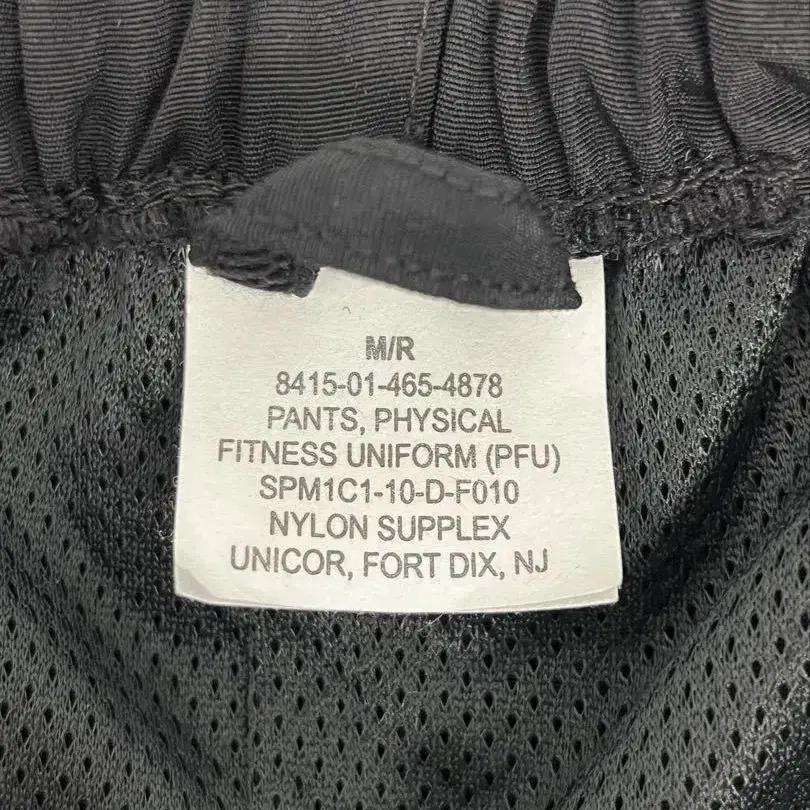 M/R
8415-01-465-4878
PANTS, PHYSICAL
FITNESS UNIFORM (PFU)
SPM1C1-10-D-F010
NYLON SUPPLEX
UNICOR, FORT DIX, NJ